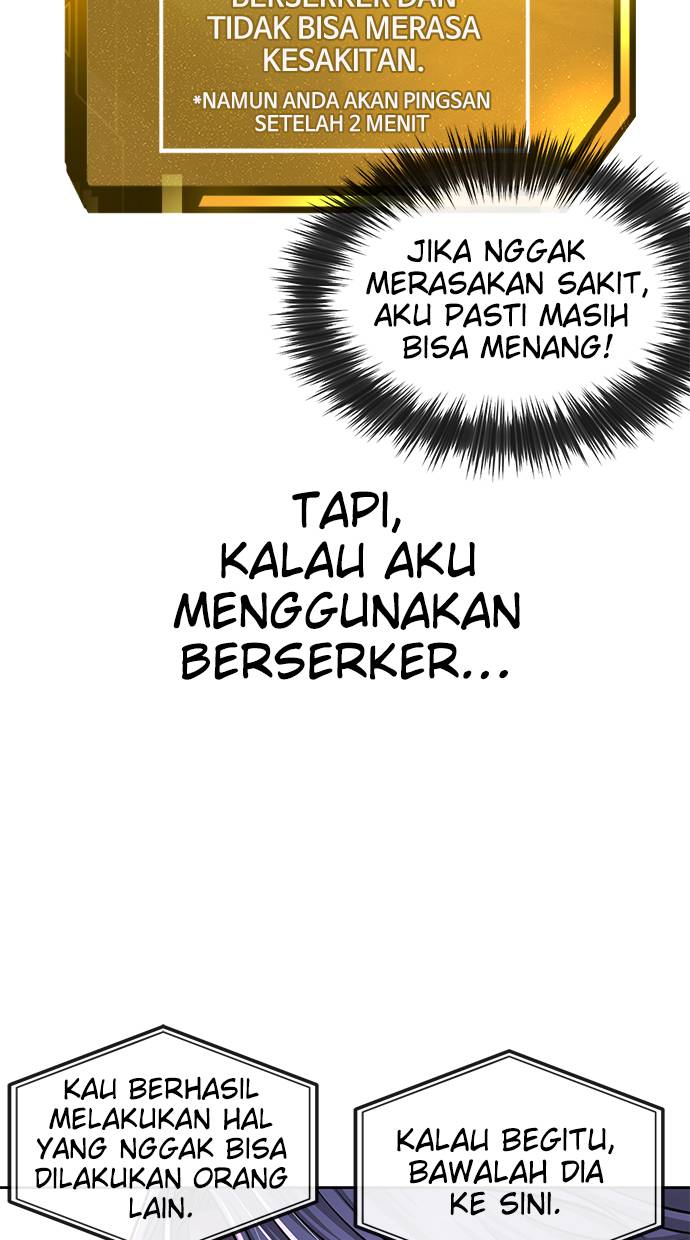 BERSERKER DAN
TIDAK BISA MERASA
KESAKITAN.
*NAMUN ANDA AKAN PINGSAN
SETELAH 2 MENIT
JIKA NGGAK
MERASAKAN SAKIT,
AKU PASTI MASIH
BISA MENANG!
TAPI,
KALAU AKU
MENGGUNAKAN
BERSERKER...
KAU BERHASIL
MELAKUKAN HAL
YANG NGGAK BISA
DILAKUKAN ORANG
LAIN.
KALAU BEGITU,
BAWALAH DIA
KE SINI.